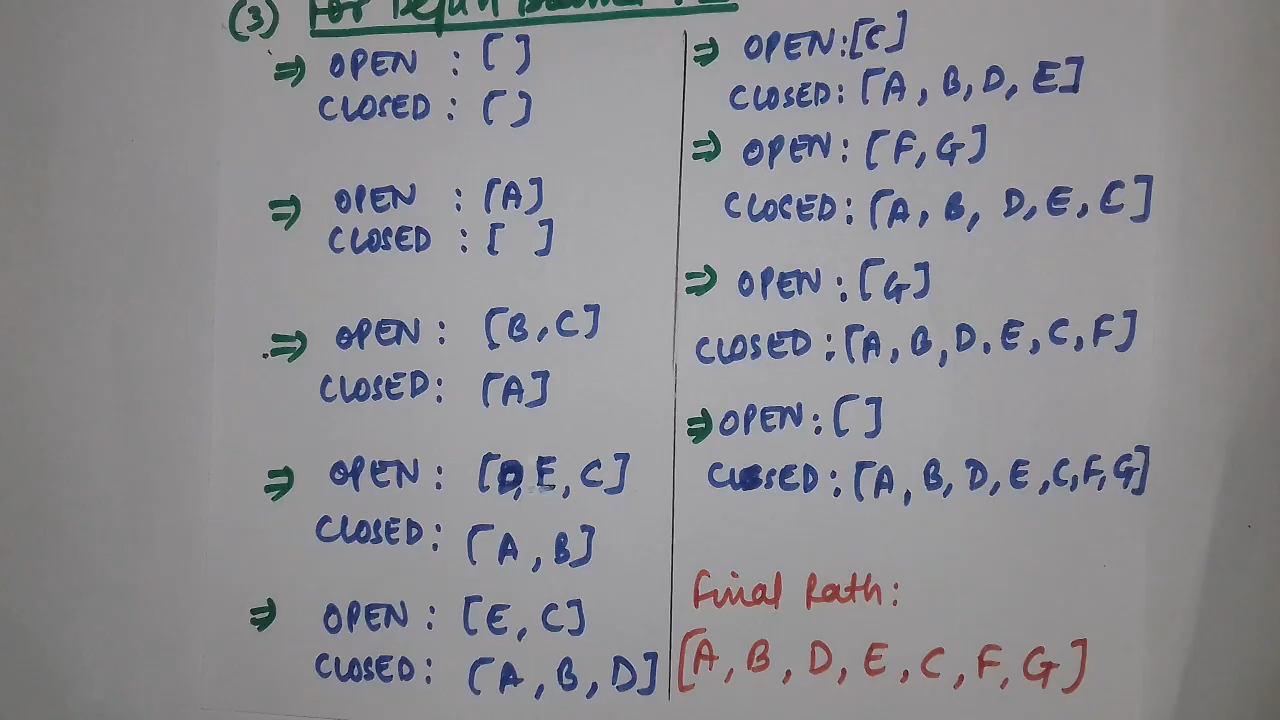 (3) For
⇒ OPEN : [ ]
CLOSED : [ ]
⇒ OPEN : [A]
CLOSED : [ ]
⇒ OPEN : [B, C]
CLOSED : [A]
⇒ OPEN : [D, E, C]
CLOSED : [A, B]
⇒ OPEN : [E, C]
CLOSED : [A, B, D]
⇒ OPEN : [C]
CLOSED : [A, B, D, E]
⇒ OPEN : [F, G]
CLOSED : [A, B, D, E, C]
⇒ OPEN : [G]
CLOSED : [A, B, D, E, C, F]
⇒ OPEN : [ ]
CLOSED : [A, B, D, E, C, F, G]
Final Path :
[A, B, D, E, C, F, G]